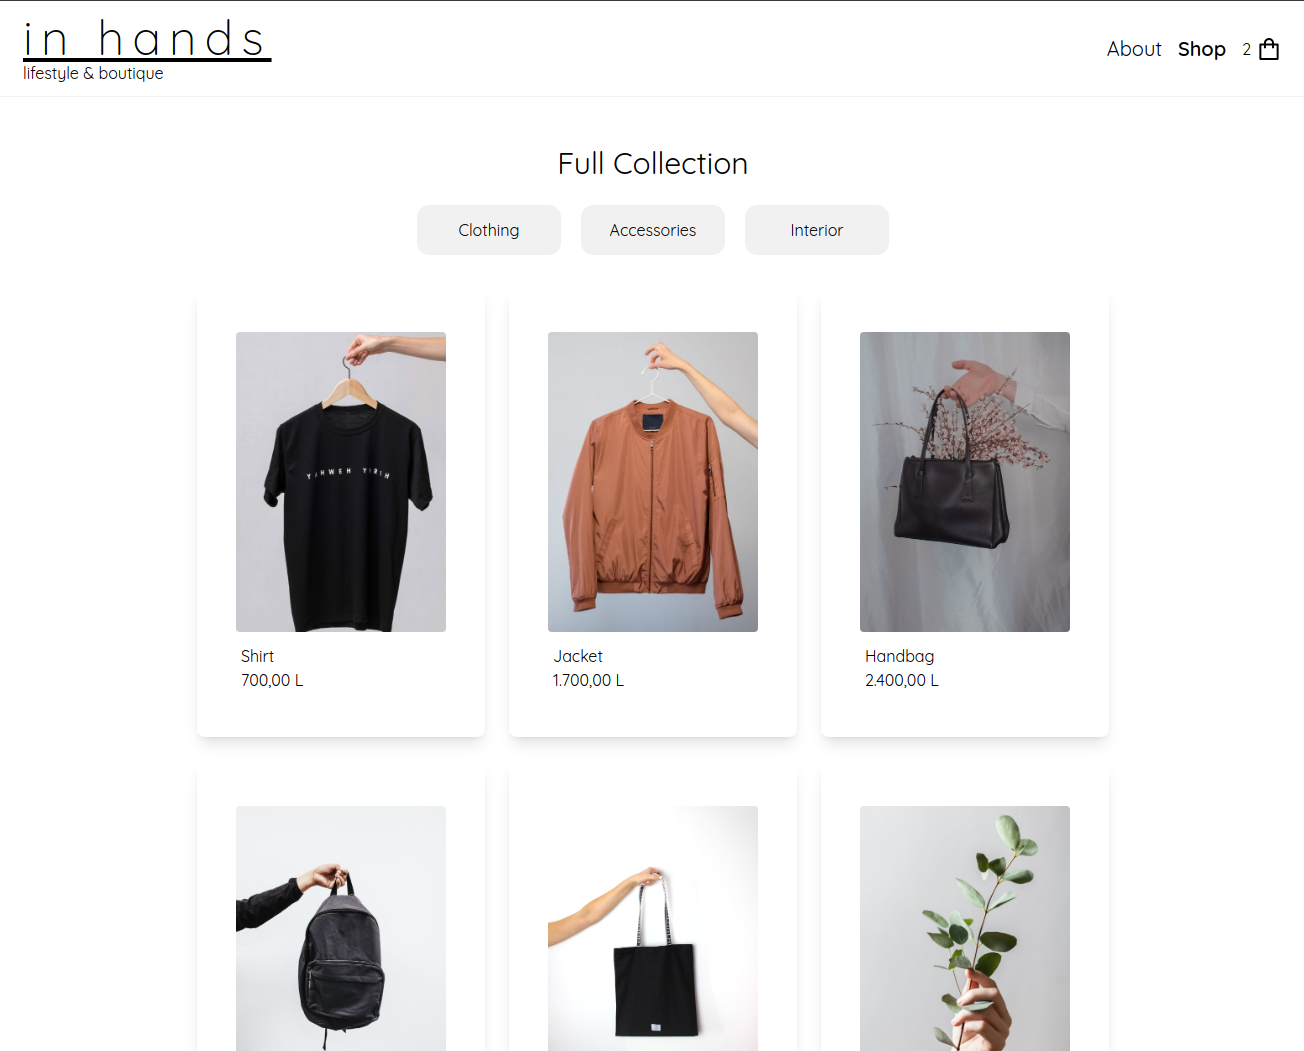 in hands
lifestyle & boutique
About Shop 2
Full Collection
Clothing Accessories Interior
YAHWEH YIREH
Shirt Jacket Handbag
700,00 L 1.700,00 L 2.400,00 L